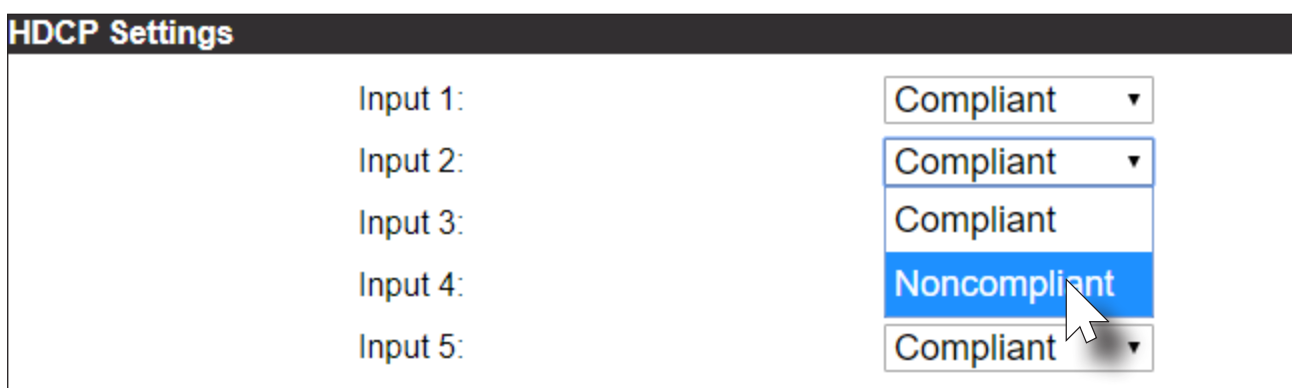 HDCP Settings
Input 1: Compliant
Input 2: Compliant
Input 3: Compliant
Input 4: Noncompliant
Input 5: Compliant